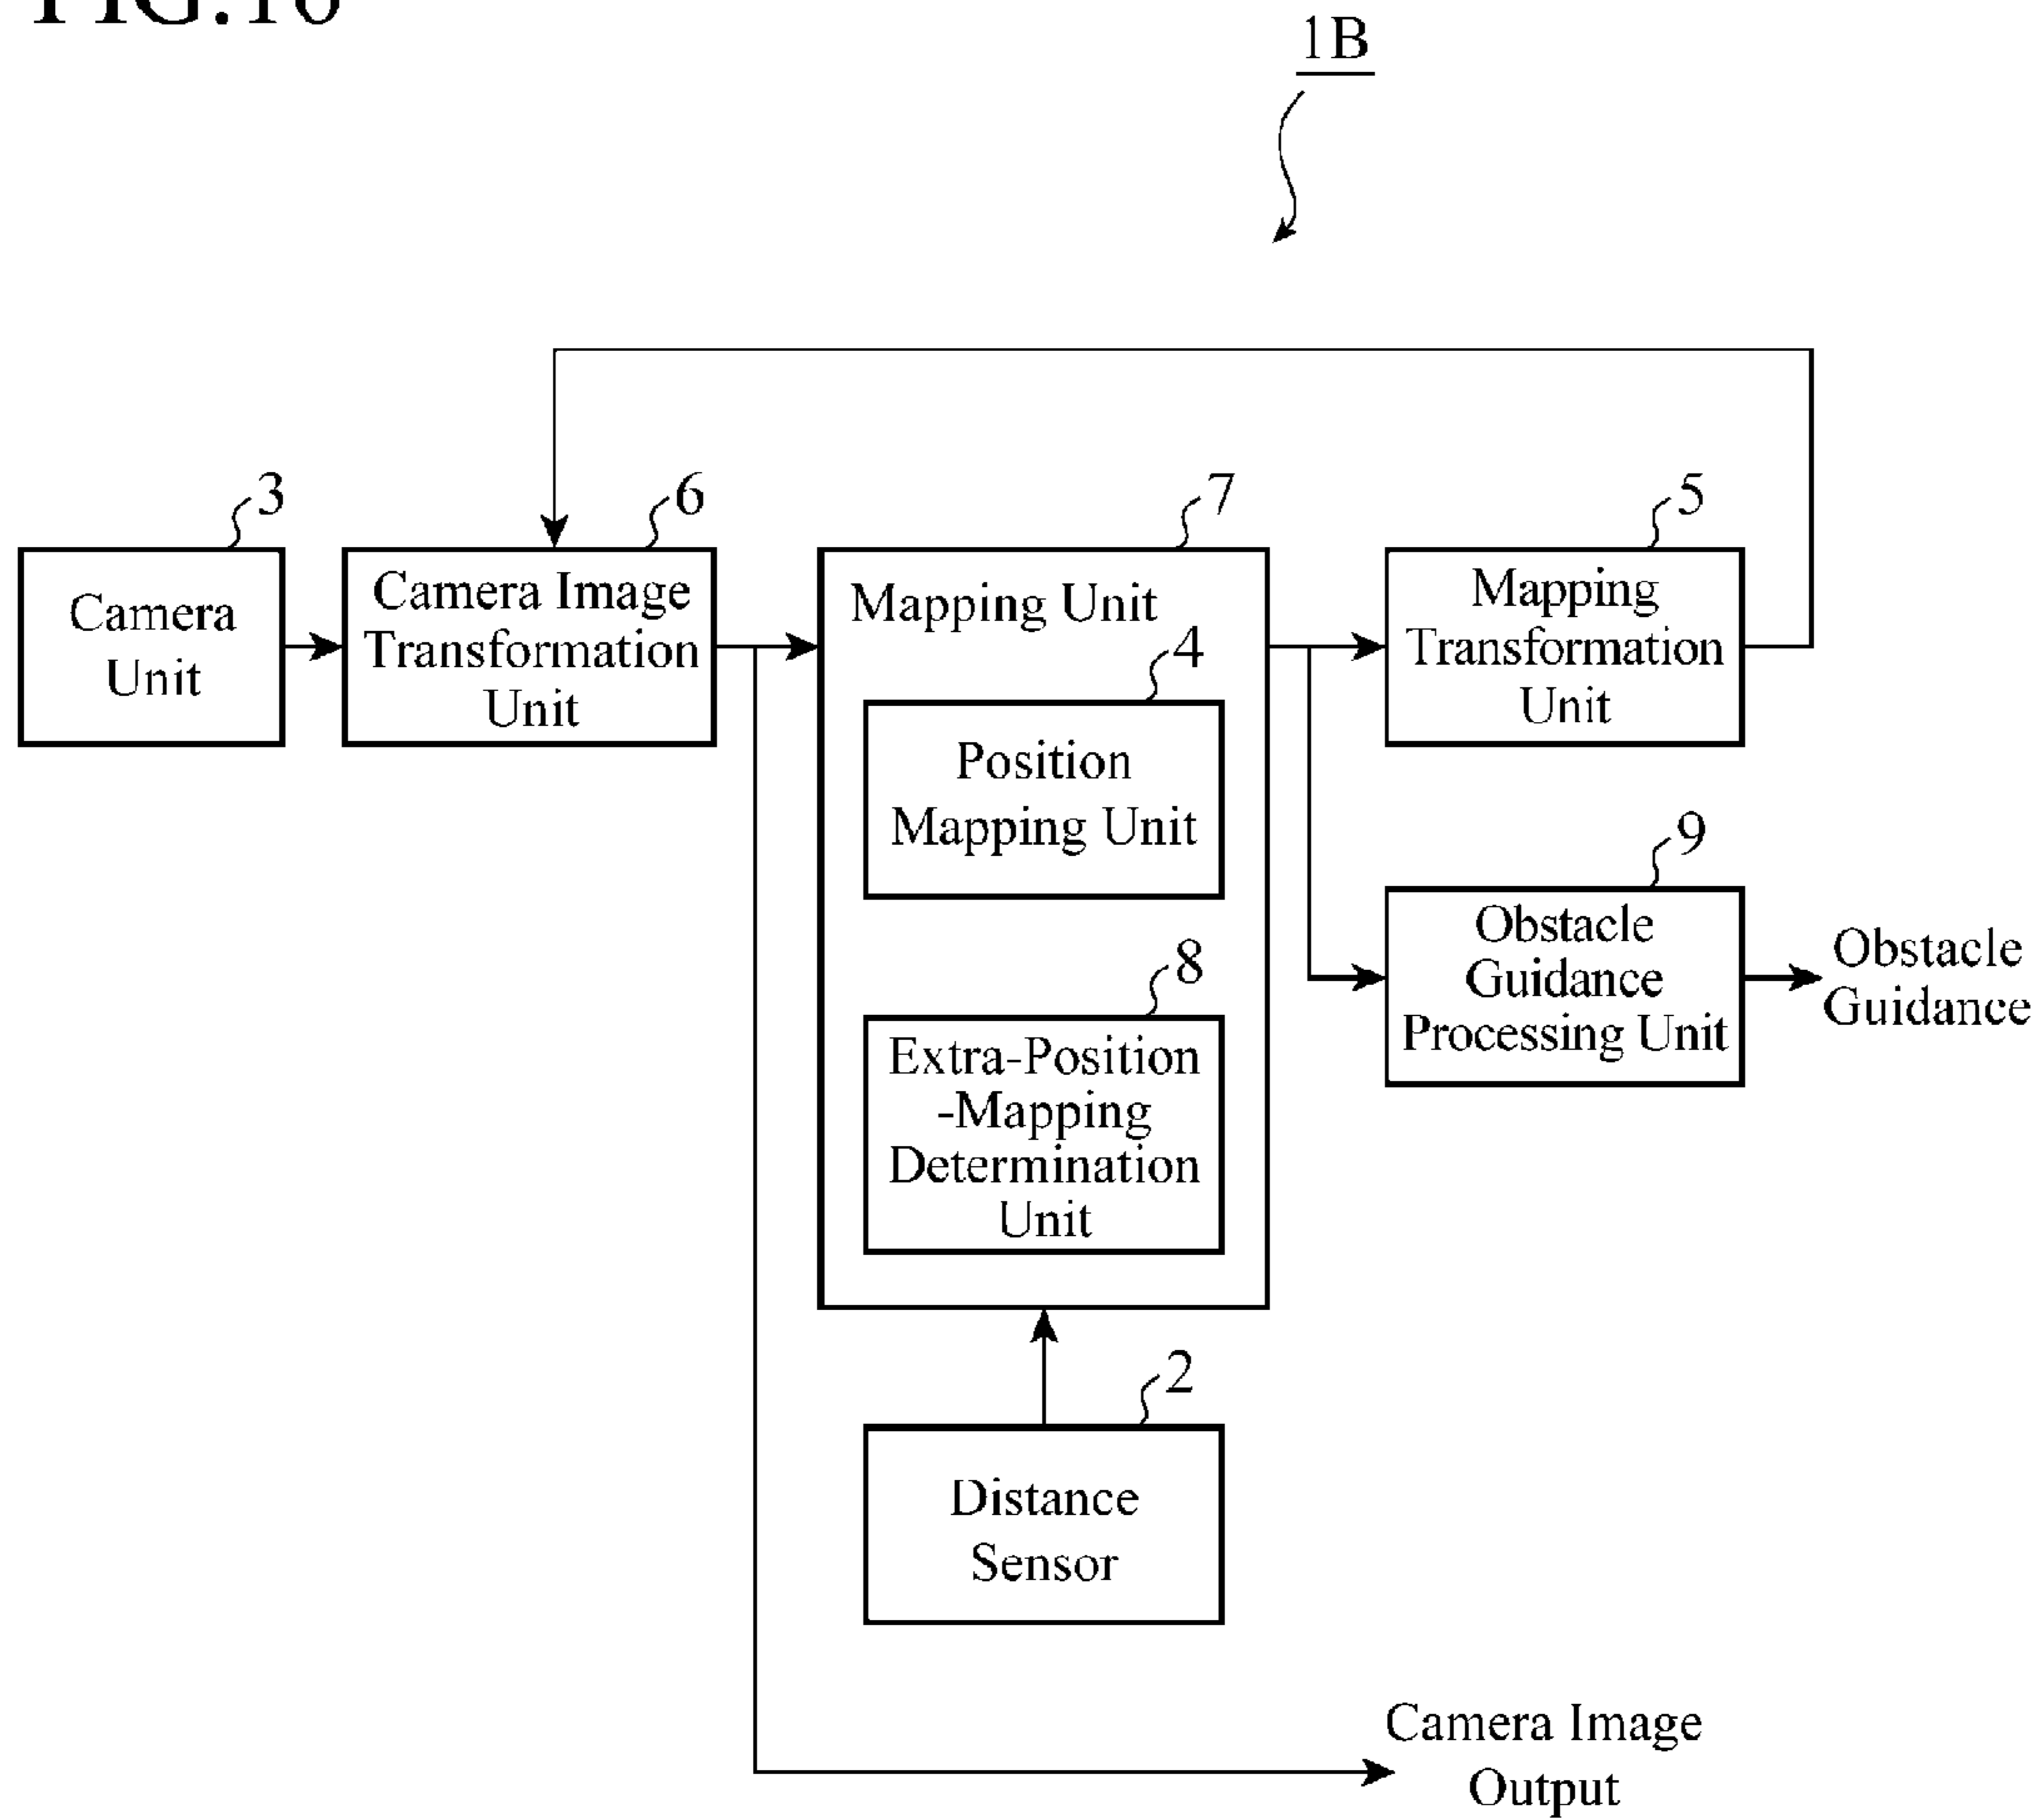 FIG.16
1B
3
Camera
Unit
6
Camera Image
Transformation
Unit
7
Mapping Unit
4
Position
Mapping Unit
8
Extra-Position
-Mapping
Determination
Unit
5
Mapping
Transformation
Unit
9
Obstacle
Guidance
Processing Unit
Obstacle
Guidance
2
Distance
Sensor
Camera Image
Output